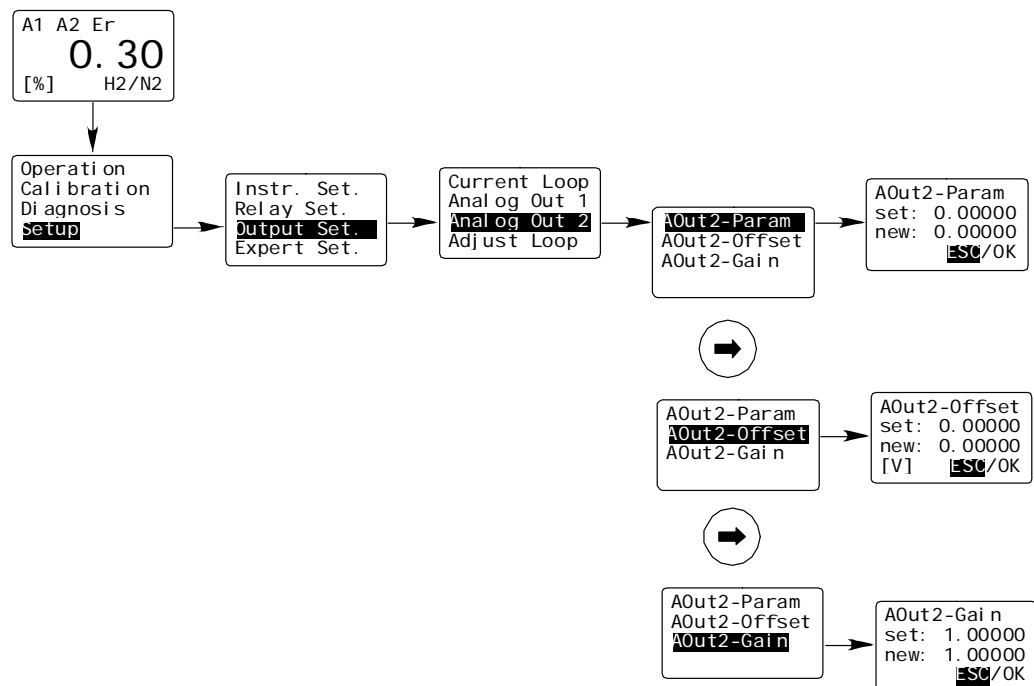 A1 A2 Er
0.30
[%] H2/N2
Operation
Calibration
Diagnosis
Setup
Instr. Set.
Relay Set.
Output Set.
Expert Set.
Current Loop
Analog Out 1
Analog Out 2
Adjust Loop
AOut2-Param
AOut2-Offset
AOut2-Gain
AOut2-Param
set: 0.00000
new: 0.00000
ESC/OK
AOut2-Param
AOut2-Offset
AOut2-Gain
AOut2-Offset
set: 0.00000
new: 0.00000
[V] ESC/OK
AOut2-Param
AOut2-Offset
AOut2-Gain
AOut2-Gain
set: 1.00000
new: 1.00000
ESC/OK